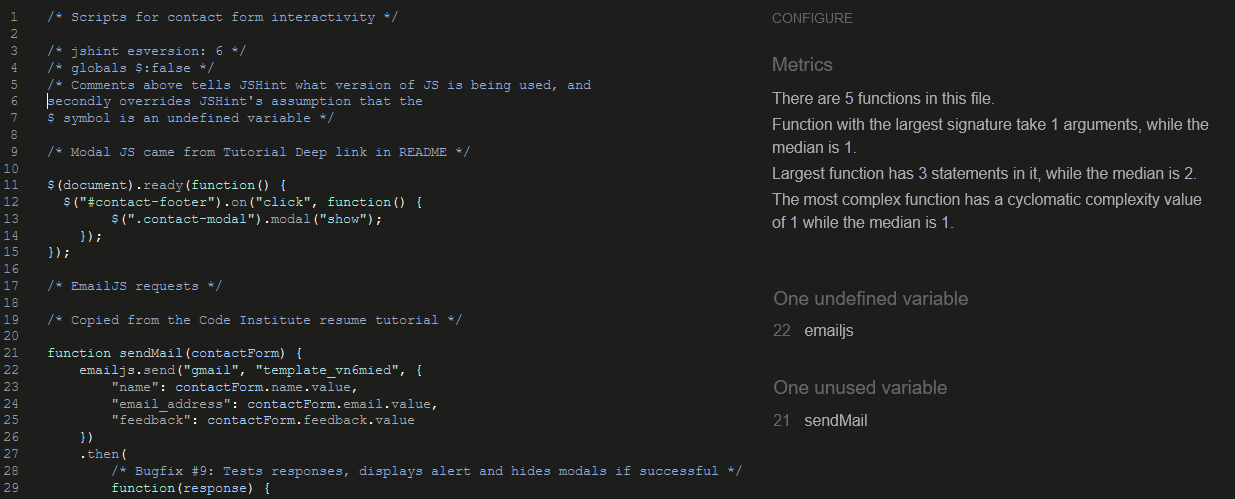 1 /* Scripts for contact form interactivity */
2
3 /* jshint esversion: 6 */
4 /* globals $:false */
5 /* Comments above tells JSHint what version of JS is being used, and
6 secondly overrides JSHint's assumption that the
7 $ symbol is an undefined variable */
8
9 /* Modal JS came from Tutorial Deep link in README */
10
11 $(document).ready(function() {
12   $("#contact-footer").on("click", function() {
13         $(".contact-modal").modal("show");
14     });
15 });
16
17 /* EmailJS requests */
18
19 /* Copied from the Code Institute resume tutorial */
20
21 function sendMail(contactForm) {
22     emailjs.send("gmail", "template_vn6mied", {
23         "name": contactForm.name.value,
24         "email_address": contactForm.email.value,
25         "feedback": contactForm.feedback.value
26     })
27     .then(
28         /* Bugfix #9: Tests responses, displays alert and hides modals if successful */
29         function(response) {
CONFIGURE
Metrics
There are 5 functions in this file.
Function with the largest signature take 1 arguments, while the
median is 1.
Largest function has 3 statements in it, while the median is 2.
The most complex function has a cyclomatic complexity value
of 1 while the median is 1.
One undefined variable
22 emailjs
One unused variable
21 sendMail